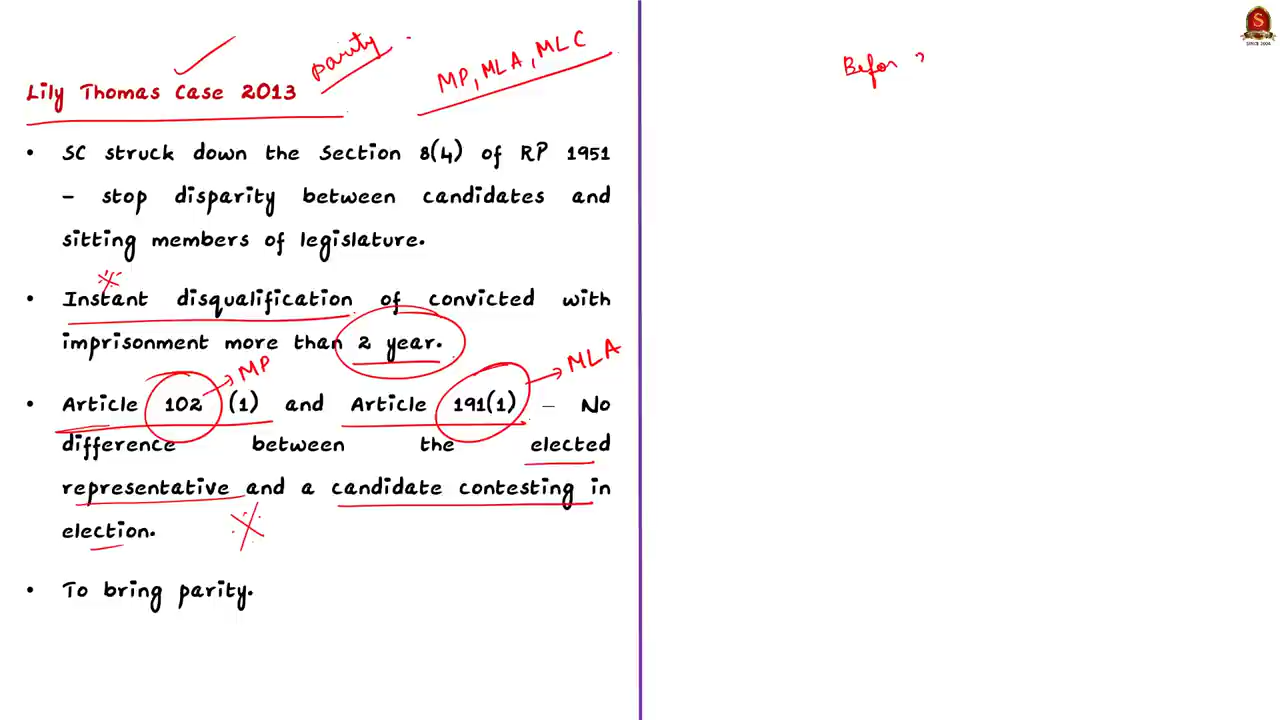 Lily Thomas Case 2013
parity
MP, MLA, MLC
• SC struck down the Section 8(4) of RP 1951
– stop disparity between candidates and
sitting members of legislature.
• Instant disqualification of convicted with
imprisonment more than 2 year.
MP
MLA
• Article 102 (1) and Article 191(1) – No
difference between the elected
representative and a candidate contesting in
election.
• To bring parity.
Befor
S
SINCE 2004